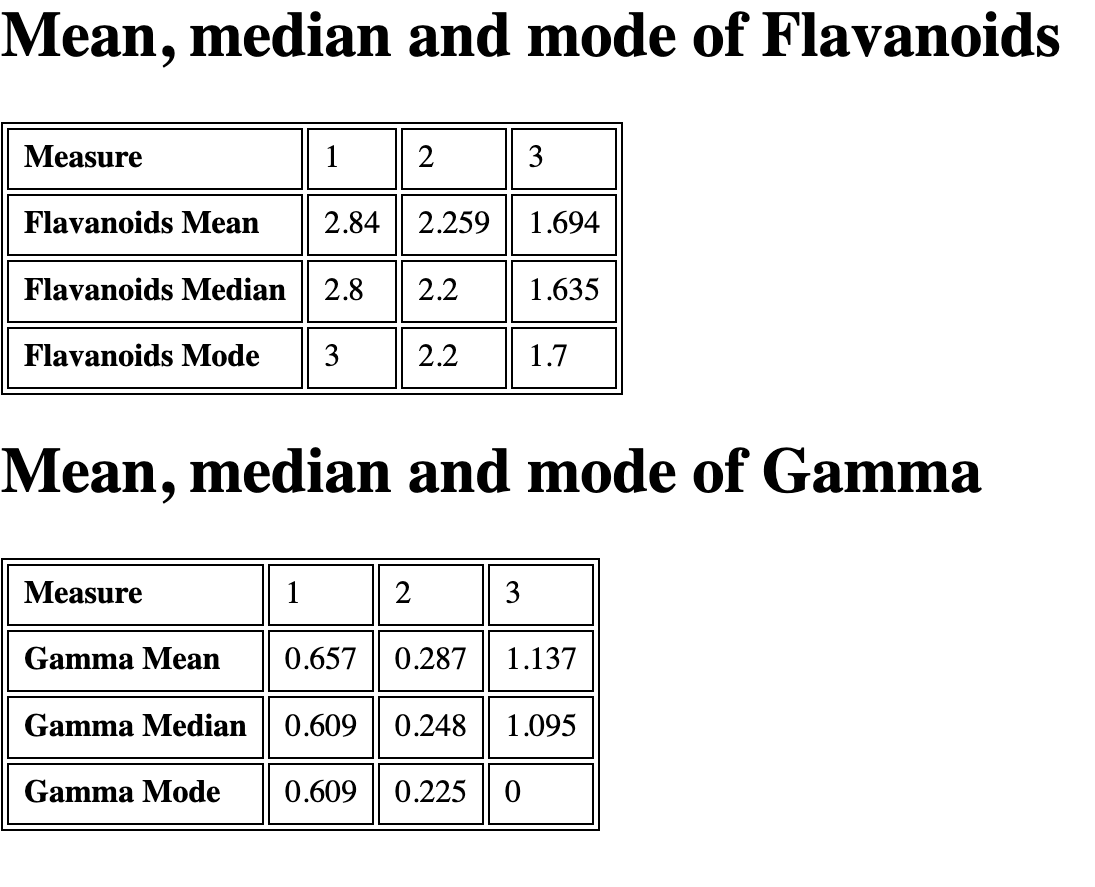 Mean, median and mode of Flavanoids
Measure 1 2 3
Flavanoids Mean 2.84 2.259 1.694
Flavanoids Median 2.8 2.2 1.635
Flavanoids Mode 3 2.2 1.7
Mean, median and mode of Gamma
Measure 1 2 3
Gamma Mean 0.657 0.287 1.137
Gamma Median 0.609 0.248 1.095
Gamma Mode 0.609 0.225 0